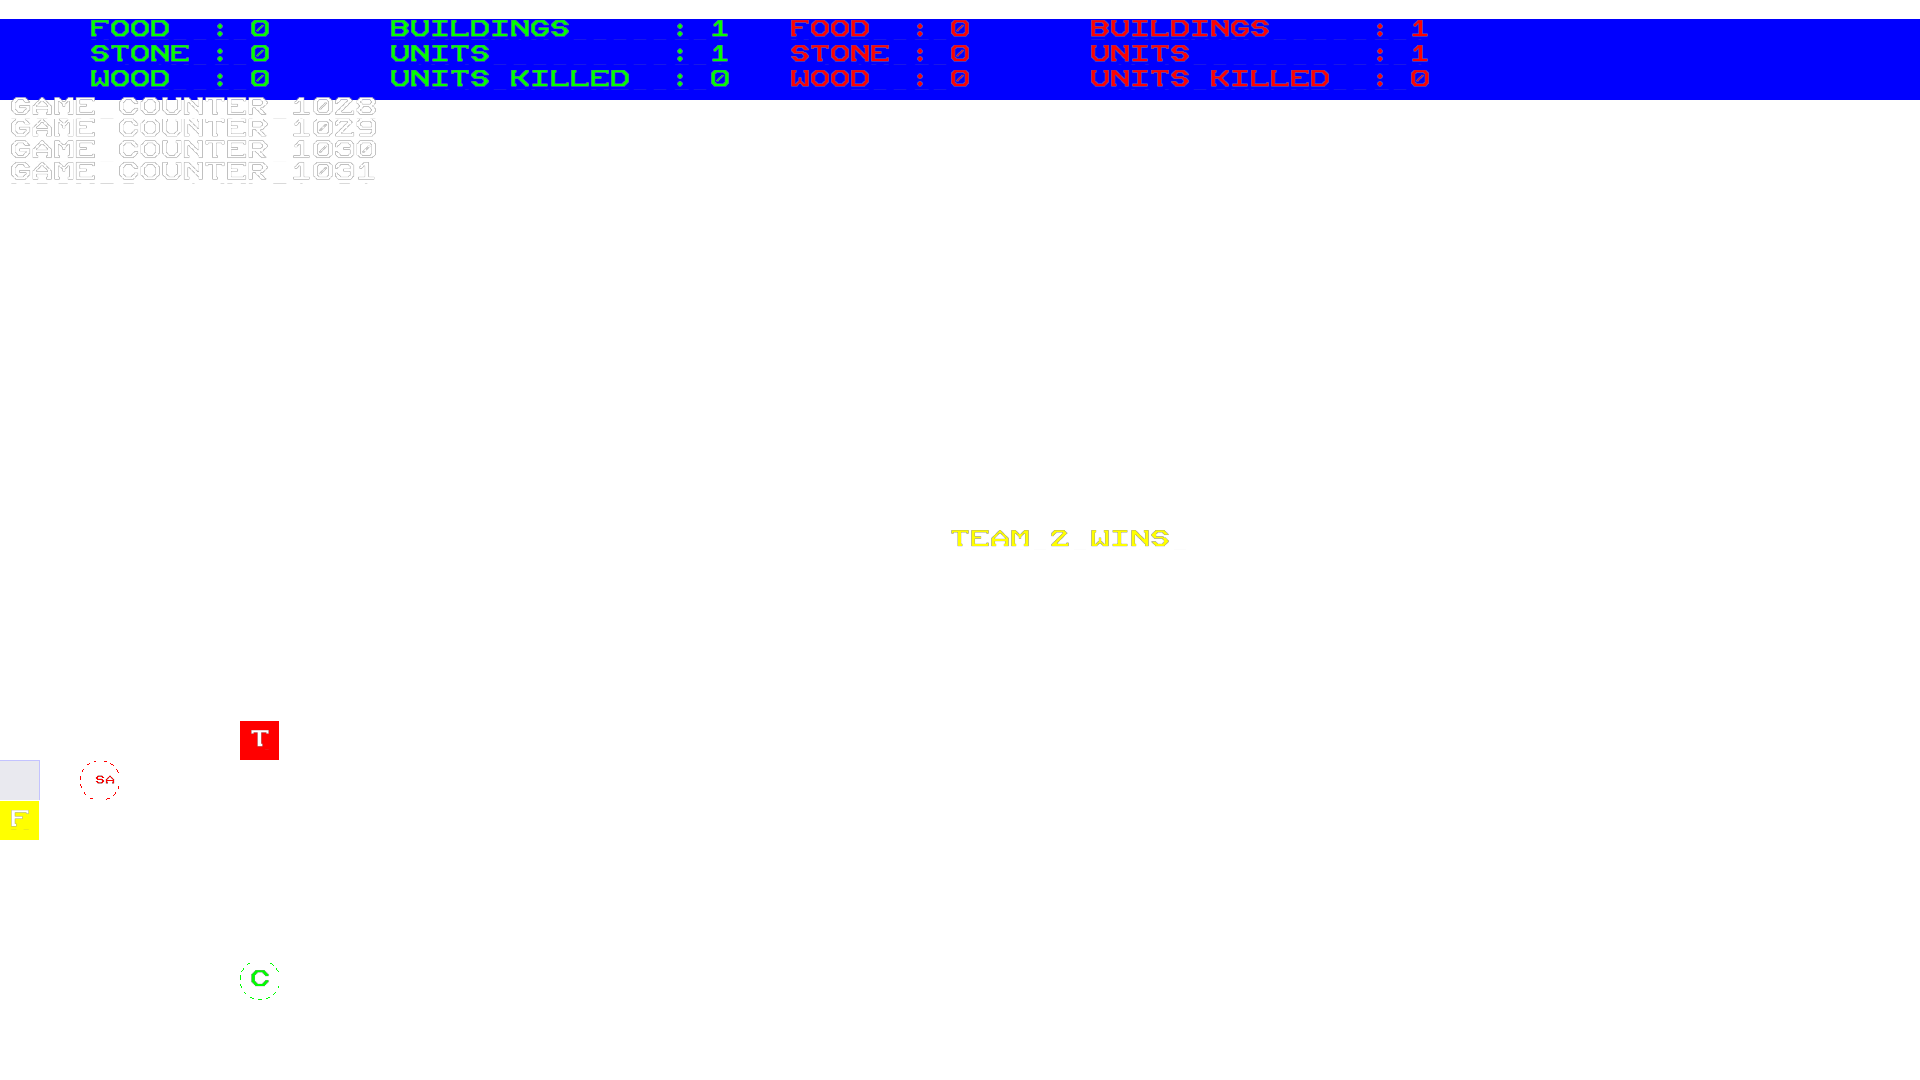 FOOD : 0 BUILDINGS : 1 FOOD : 0 BUILDINGS : 1
STONE : 0 UNITS : 1 STONE : 0 UNITS : 1
WOOD : 0 UNITS KILLED : 0 WOOD : 0 UNITS KILLED : 0
GAME COUNTER 1028
GAME COUNTER 1029
GAME COUNTER 1030
GAME COUNTER 1031
TEAM 2 WINS
T
SA
F
C